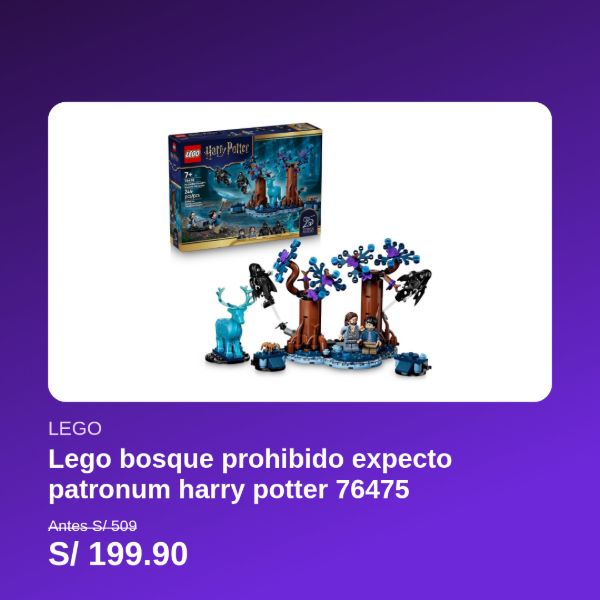 LEGO
Harry Potter
7+
LEGO
Lego bosque prohibido expecto
patronum harry potter 76475
Antes S/ 509
S/ 199.90